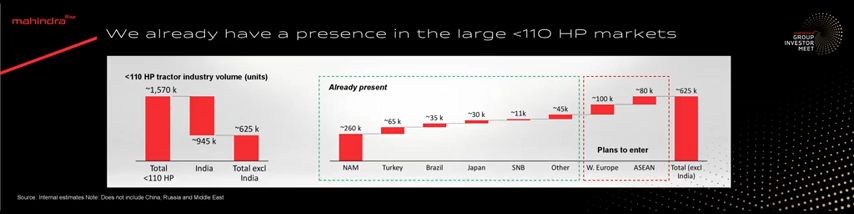 mahindra Rise
We already have a presence in the large <110 HP markets
mahindra
GROUP
INVESTOR
MEET
<110 HP tractor industry volume (units)
~1,570 k
~945 k
~625 k
Total
<110 HP
India
Total excl
India
Already present
~260 k
~65 k
~35 k
~30 k
~11k
~45k
~100 k
~80 k
~625 k
Plans to enter
NAM
Turkey
Brazil
Japan
SNB
Other
W. Europe
ASEAN
Total (excl
India)
Source: Internal estimates Note: Does not include China, Russia and Middle East